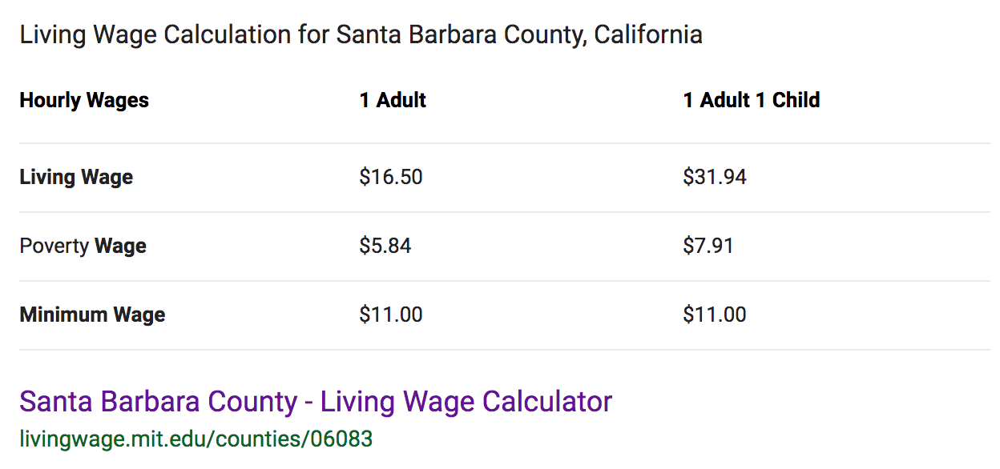 Living Wage Calculation for Santa Barbara County, California
Hourly Wages 1 Adult 1 Adult 1 Child
Living Wage $16.50 $31.94
Poverty Wage $5.84 $7.91
Minimum Wage $11.00 $11.00
Santa Barbara County - Living Wage Calculator
livingwage.mit.edu/counties/06083